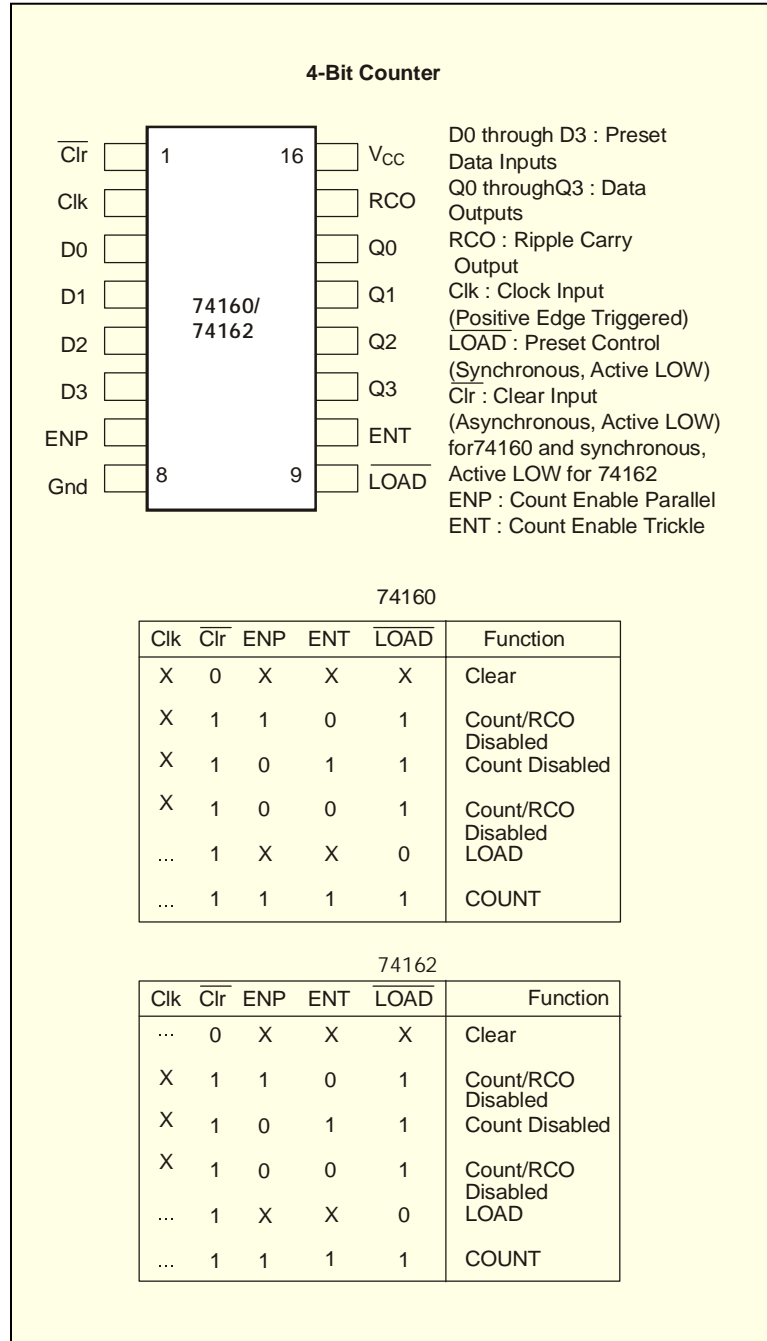 4-Bit Counter
Clr 1 16 VCC
Clk RCO
D0 Q0
D1 Q1
D2 Q2
D3 Q3
ENP ENT
Gnd 8 9 LOAD
74160/
74162
D0 through D3 : Preset
Data Inputs
Q0 throughQ3 : Data
Outputs
RCO : Ripple Carry
Output
Clk : Clock Input
(Positive Edge Triggered)
LOAD : Preset Control
(Synchronous, Active LOW)
Clr : Clear Input
(Asynchronous, Active LOW)
for74160 and synchronous,
Active LOW for 74162
ENP : Count Enable Parallel
ENT : Count Enable Trickle
74160
Clk Clr ENP ENT LOAD Function
X 0 X X X Clear
X 1 1 0 1 Count/RCO
Disabled
X 1 0 1 1 Count Disabled
X 1 0 0 1 Count/RCO
Disabled
... 1 X X 0 LOAD
... 1 1 1 1 COUNT
74162
Clk Clr ENP ENT LOAD Function
... 0 X X X Clear
X 1 1 0 1 Count/RCO
Disabled
X 1 0 1 1 Count Disabled
X 1 0 0 1 Count/RCO
Disabled
... 1 X X 0 LOAD
... 1 1 1 1 COUNT